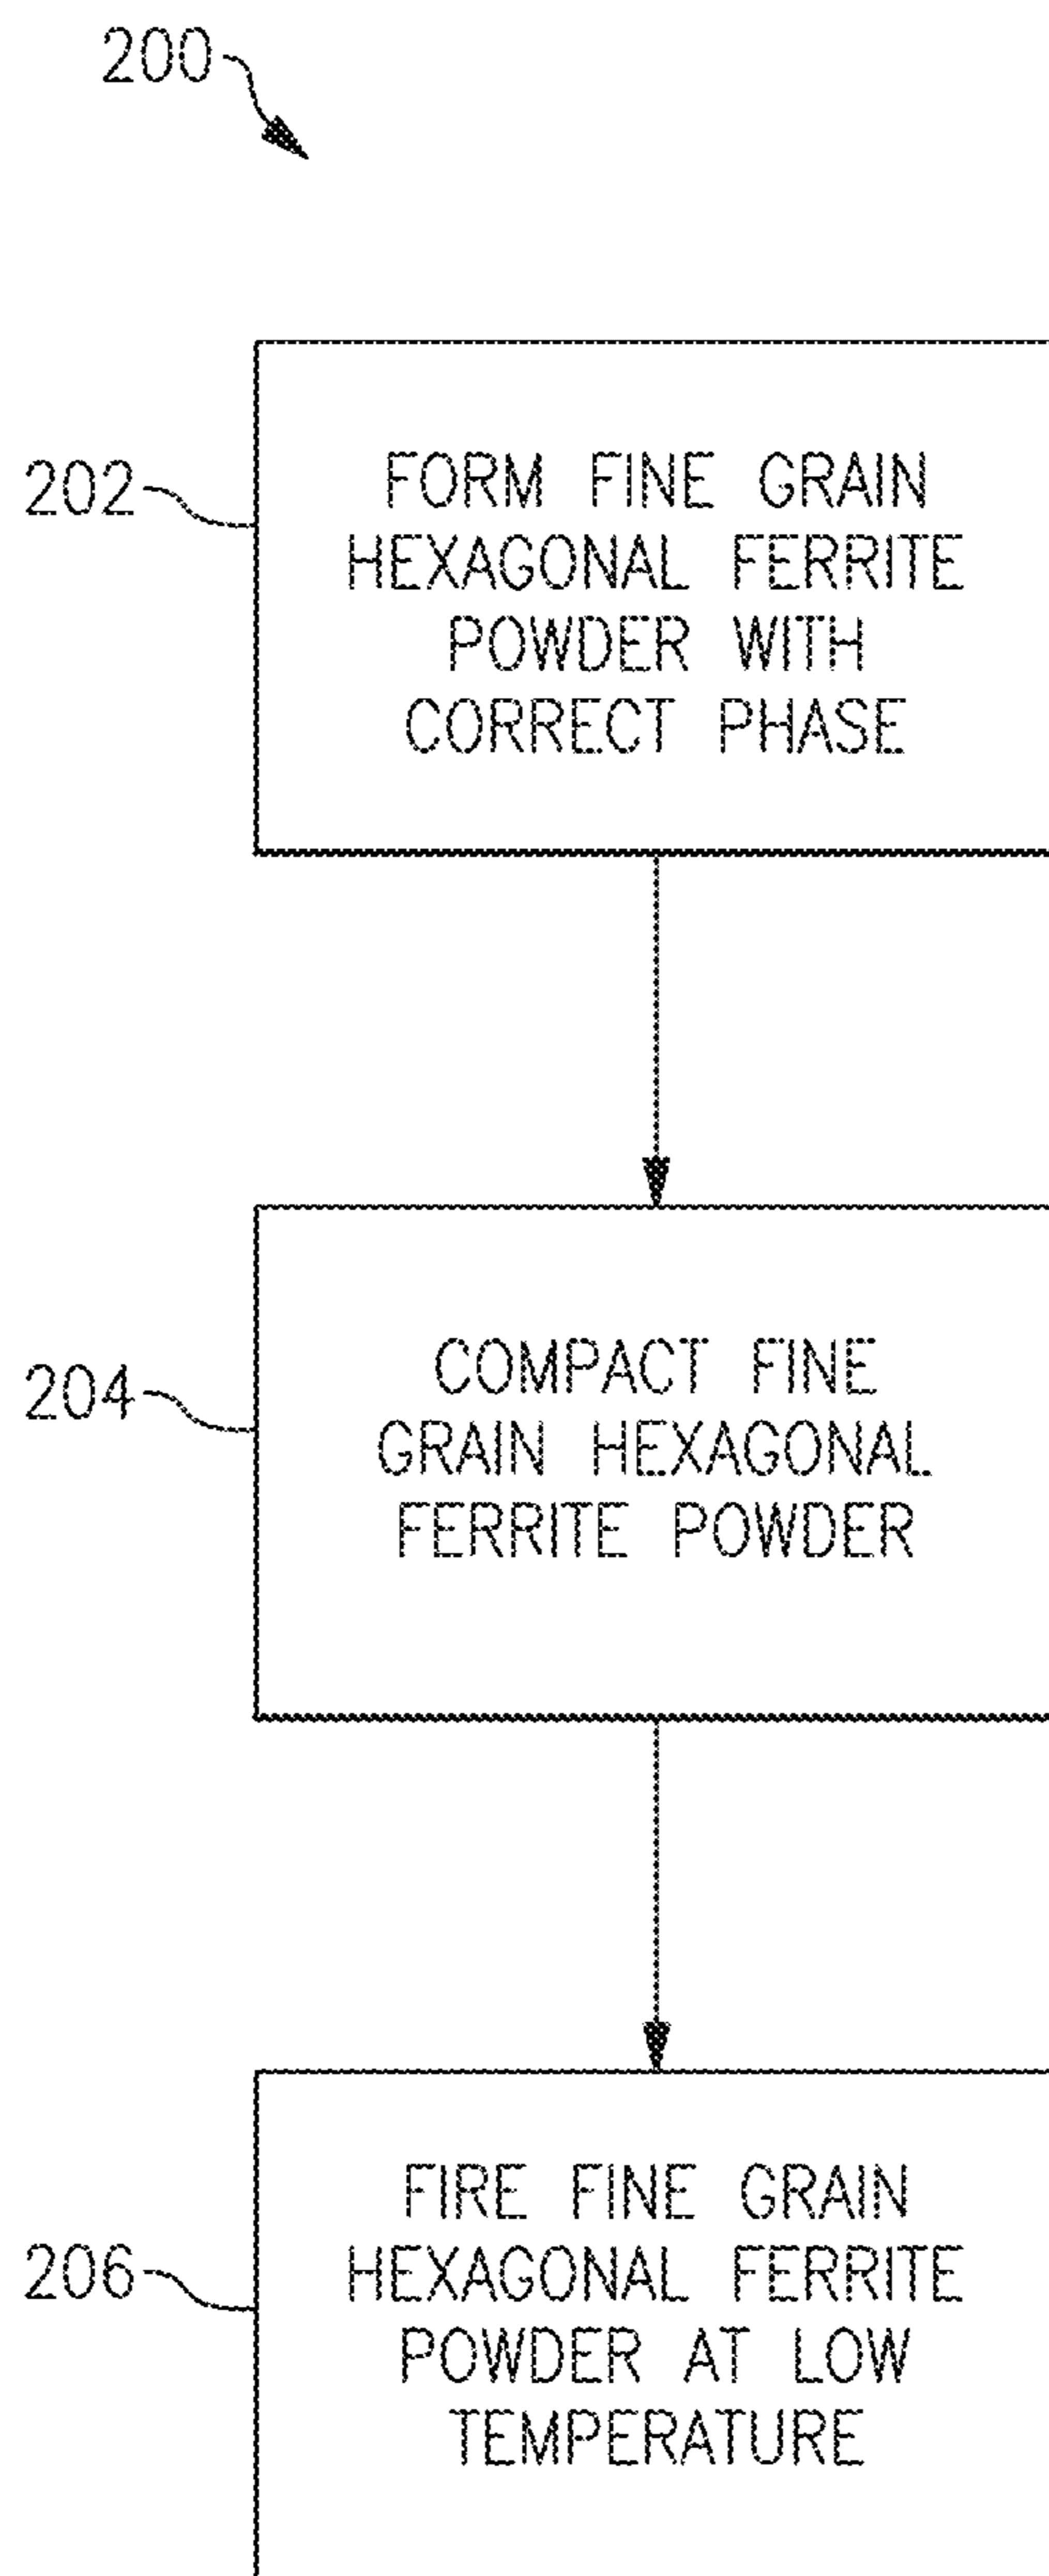 200
202
FORM FINE GRAIN
HEXAGONAL FERRITE
POWDER WITH
CORRECT PHASE
204
COMPACT FINE
GRAIN HEXAGONAL
FERRITE POWDER
206
FIRE FINE GRAIN
HEXAGONAL FERRITE
POWDER AT LOW
TEMPERATURE